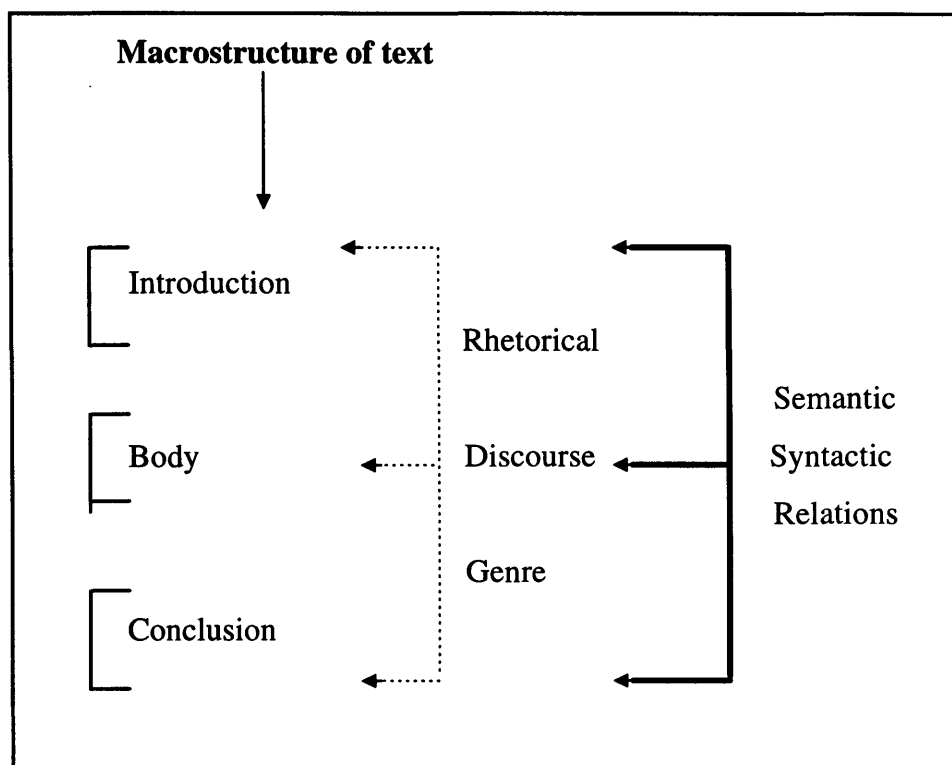 Macrostructure of text
Introduction
Rhetorical
Semantic
Body
Discourse
Syntactic
Relations
Genre
Conclusion